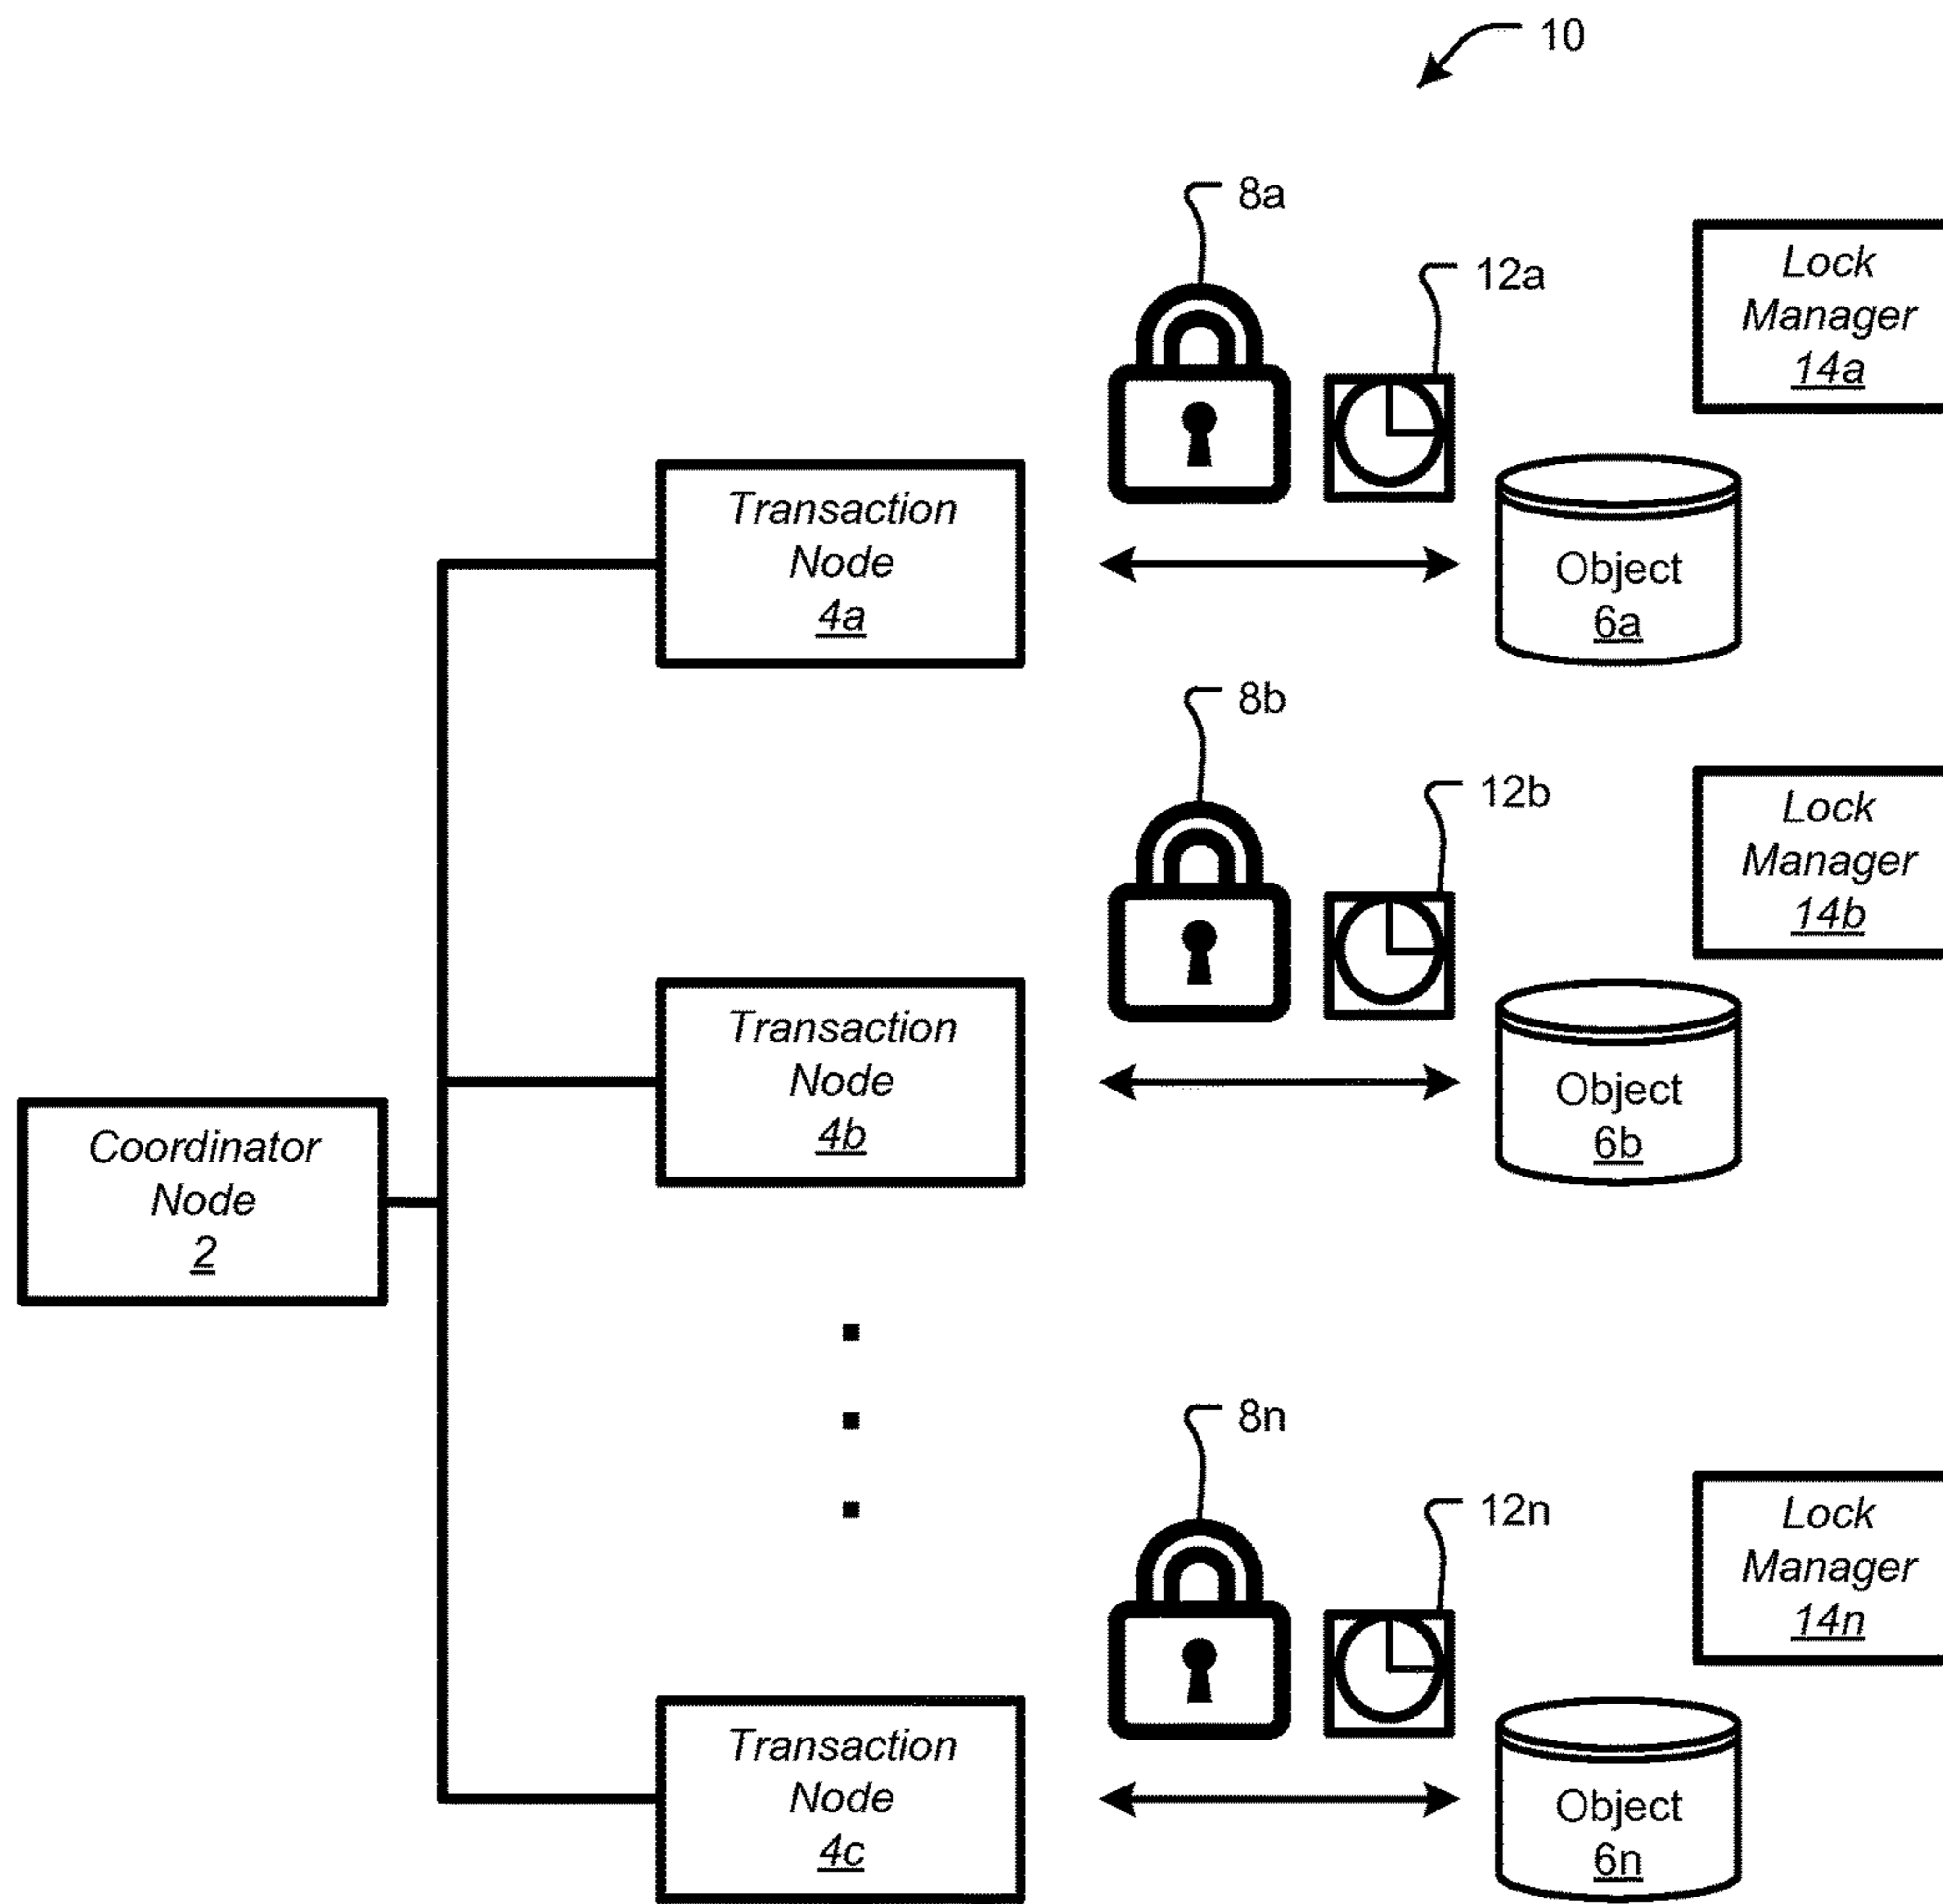 10
8a
12a
Lock
Manager
14a
Transaction
Node
4a
Object
6a
8b
12b
Lock
Manager
14b
Transaction
Node
4b
Object
6b
Coordinator
Node
2
8n
12n
Lock
Manager
14n
Transaction
Node
4c
Object
6n